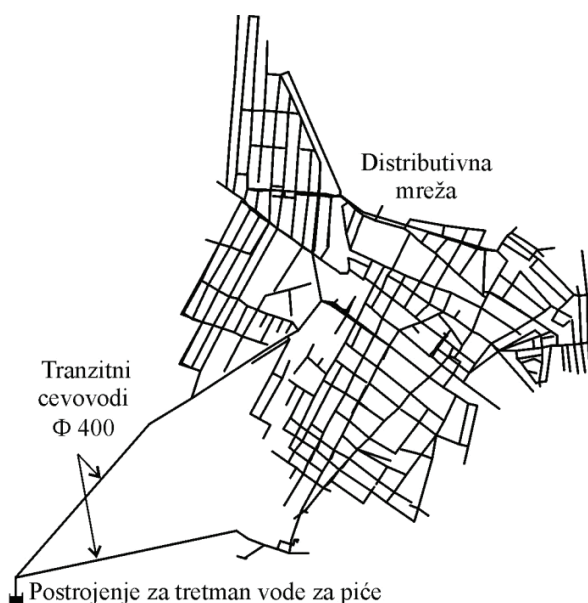 Distributivna
mreža
Tranzitni
cevovodi
Φ 400
Postrojenje za tretman vode za piće